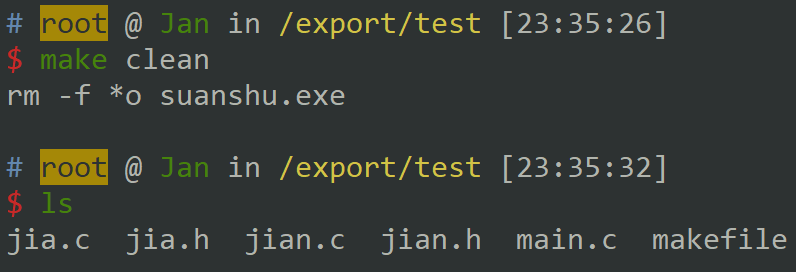 # root @ Jan in /export/test [23:35:26]
$ make clean
rm -f *o suanshu.exe
# root @ Jan in /export/test [23:35:32]
$ ls
jia.c  jia.h  jian.c  jian.h  main.c  makefile